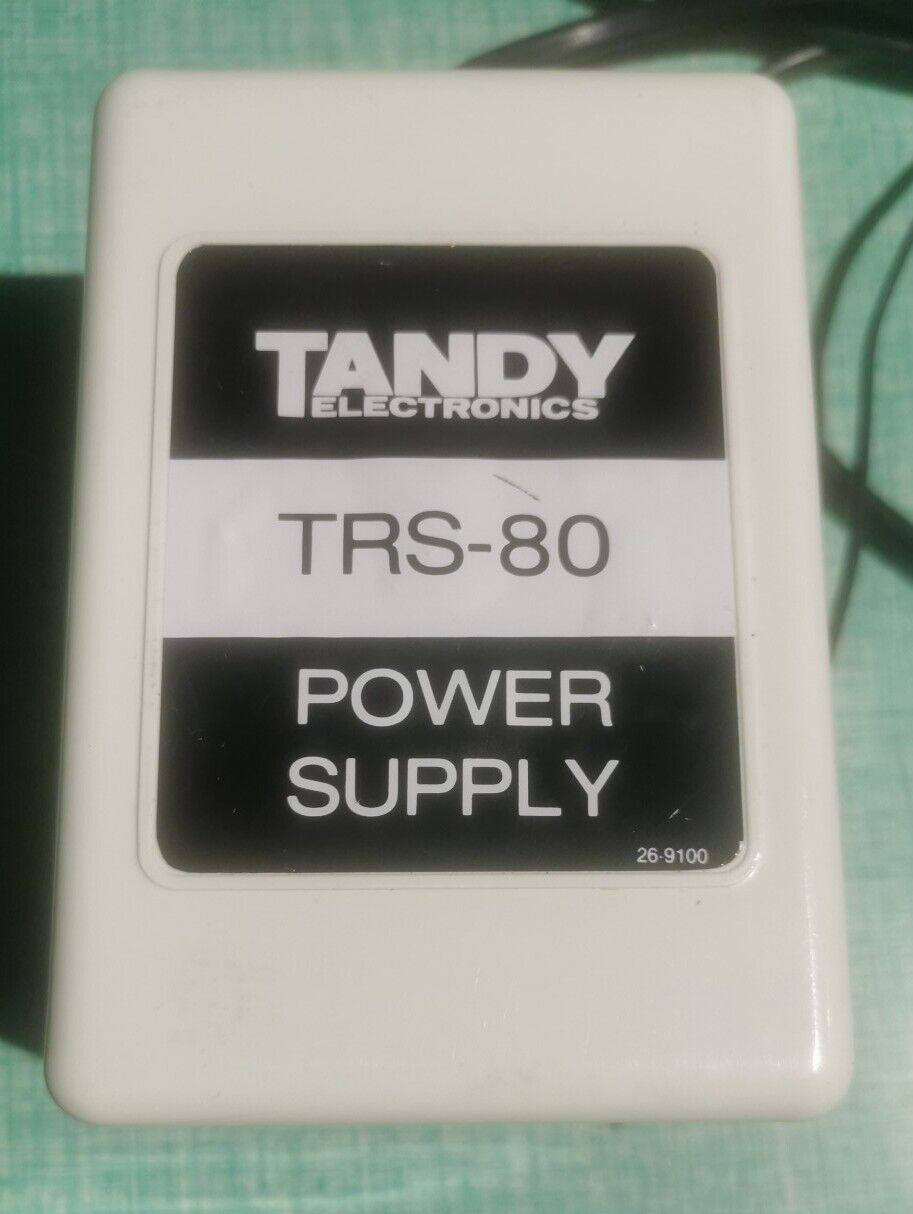 TANDY
ELECTRONICS
TRS-80
POWER
SUPPLY
26-9100